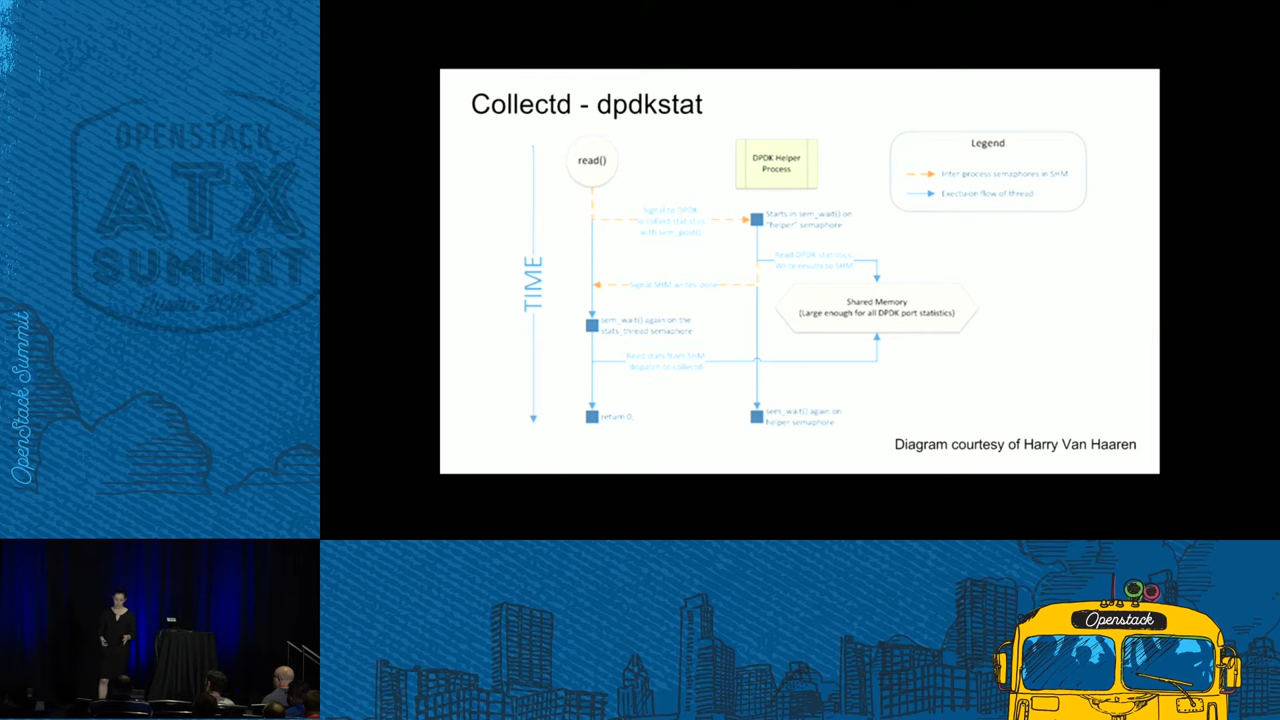 OPENSTACK
ATX
SUMMIT
OpenStack Summit
Collectd - dpdkstat
read()
DPDK Helper
Process
Legend
Inter process semaphores in SHM
Exectuion flow of thread
Signal to DPDK
to collect statistics
with sem_post()
Starts in sem_wait() on
"helper" semaphore
TIME
Read DPDK statistics
Write results to SHM
Signal SHM writes done
Shared Memory
(Large enough for all DPDK port statistics)
sem_wait() again on the
stats_thread semaphore
Read stats from SHM
dispatch to collectd
return 0;
sem_wait() again on
helper semaphore
Diagram courtesy of Harry Van Haaren
Openstack